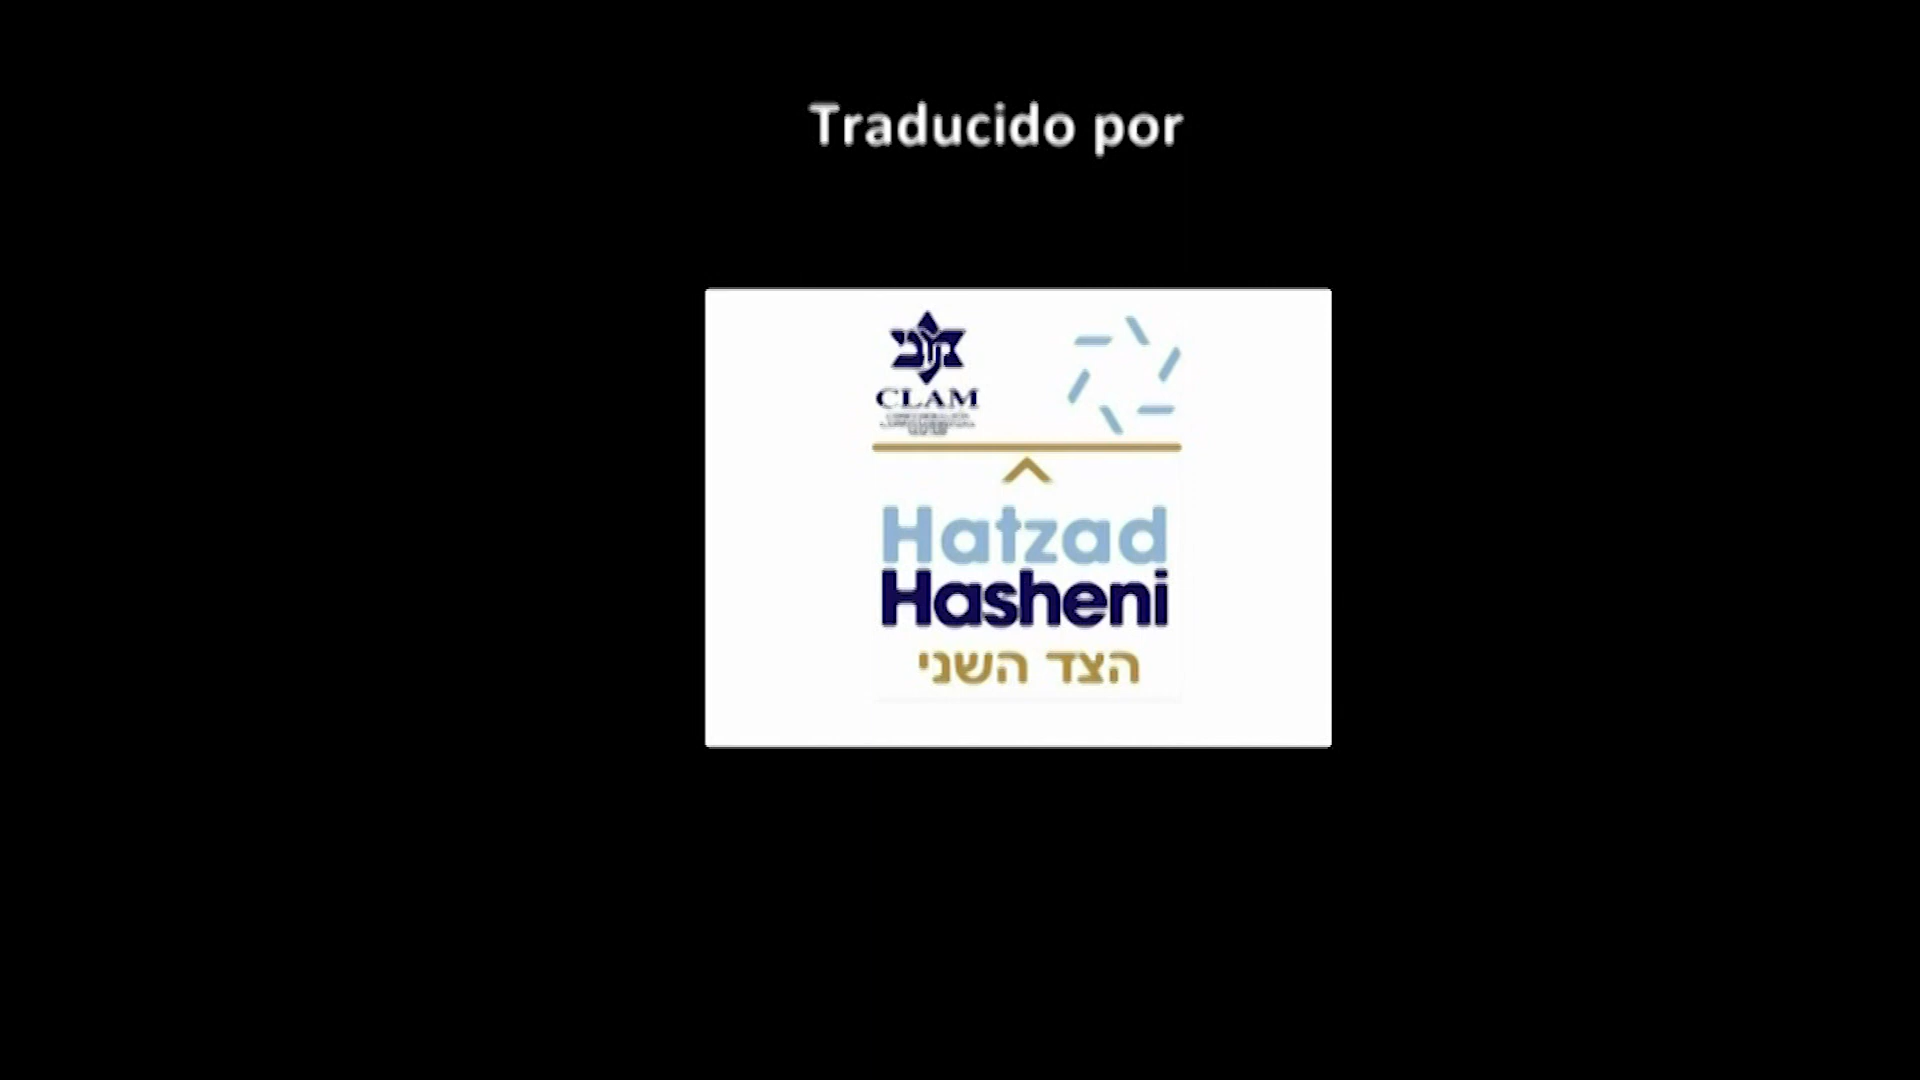 Traducido por
CLAM
Hatzad
Hasheni
הצד השני